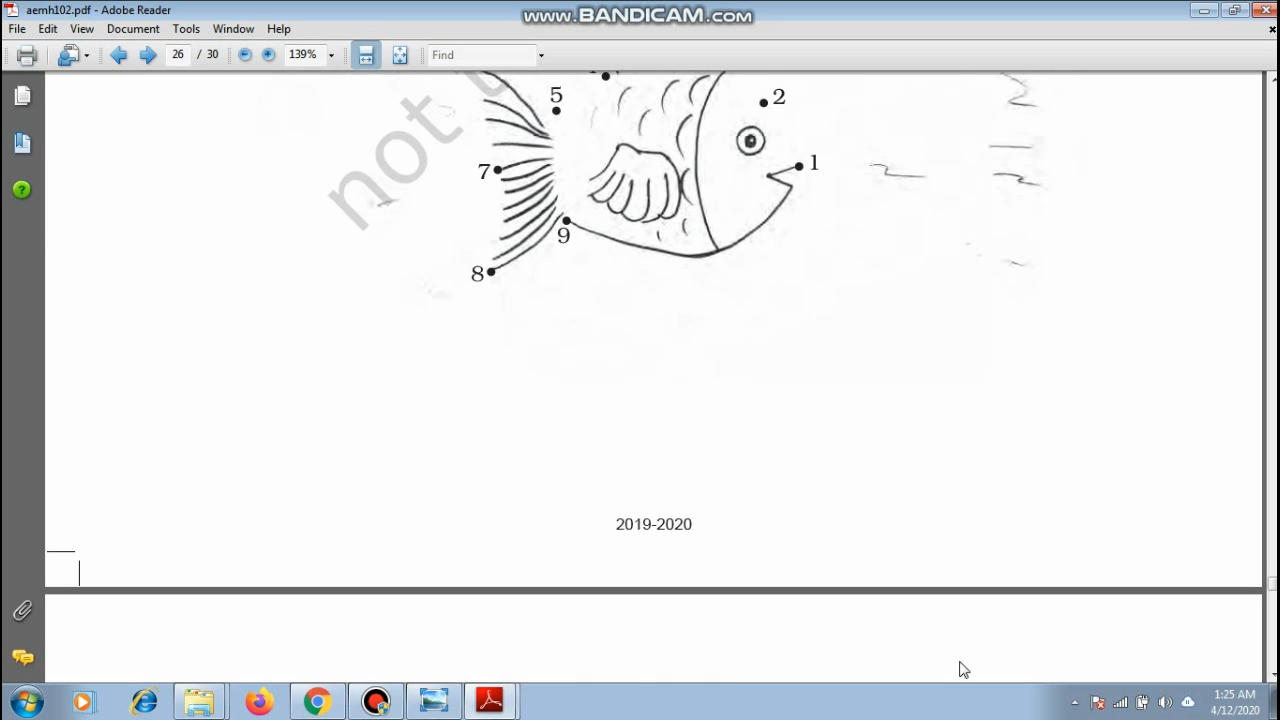 aemh102.pdf - Adobe Reader
www.BANDICAM.com
File Edit View Document Tools Window Help
26 / 30 139% Find
2
5
1
7
9
8
not
2019-2020
1:25 AM
4/12/2020